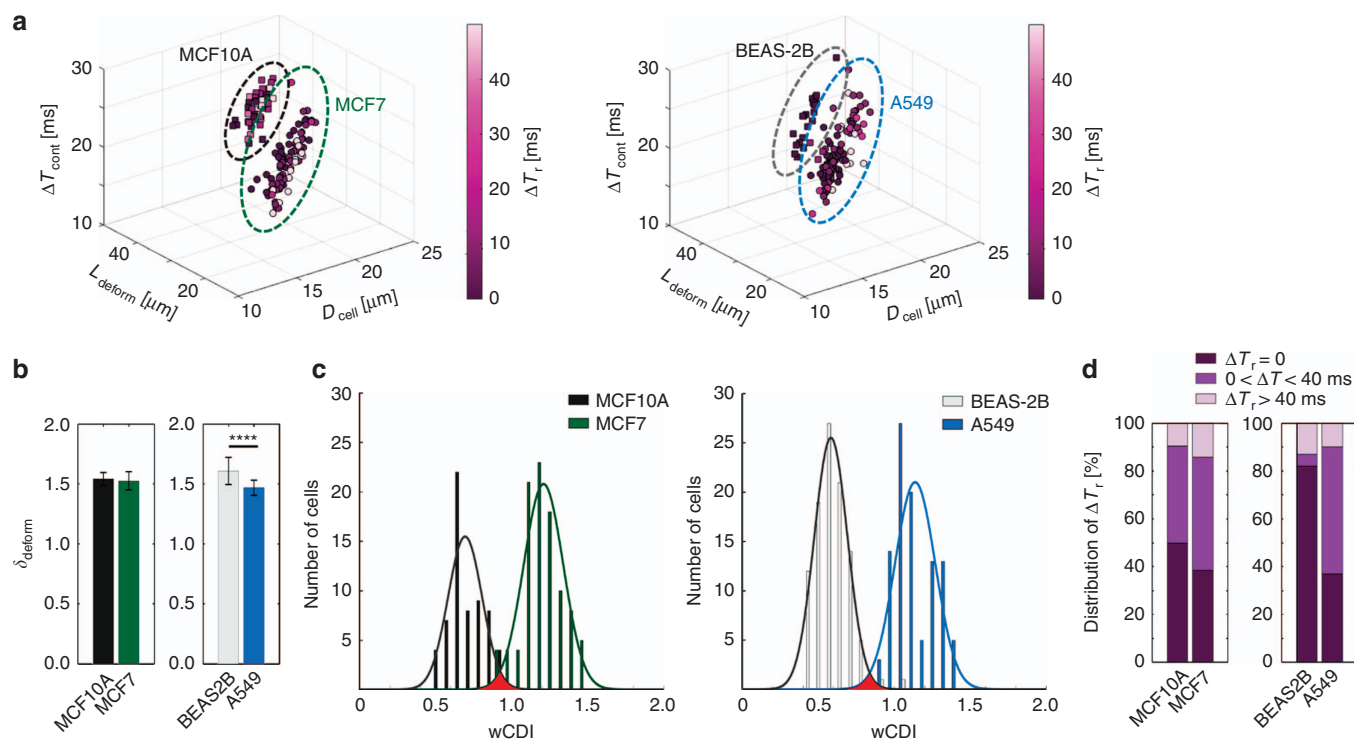 a
MCF10A
MCF7
30
20
10
ΔT_cont [ms]
40
20
L_deform [μm]
10
15
20
25
D_cell [μm]
40
30
20
10
0
ΔT_r [ms]
BEAS-2B
A549
30
20
10
ΔT_cont [ms]
40
20
L_deform [μm]
10
15
20
25
D_cell [μm]
40
30
20
10
0
ΔT_r [ms]
b
2.0
1.5
1.0
1.5
0.0
δ_deform
MCF10A
MCF7
2.0
1.5
1.0
1.5
0.0
****
BEAS2B
A549
c
30
25
20
15
10
5
Number of cells
MCF10A
MCF7
0
0.5
1.0
1.5
2.0
wCDI
30
25
20
15
10
5
Number of cells
BEAS-2B
A549
0
0.5
1.0
1.5
2.0
wCDI
d
ΔT_r = 0
0 < ΔT < 40 ms
ΔT_r > 40 ms
100
80
60
40
20
0
Distribution of ΔT_r [%]
MCF10A
MCF7
100
80
60
40
20
0
BEAS2B
A549